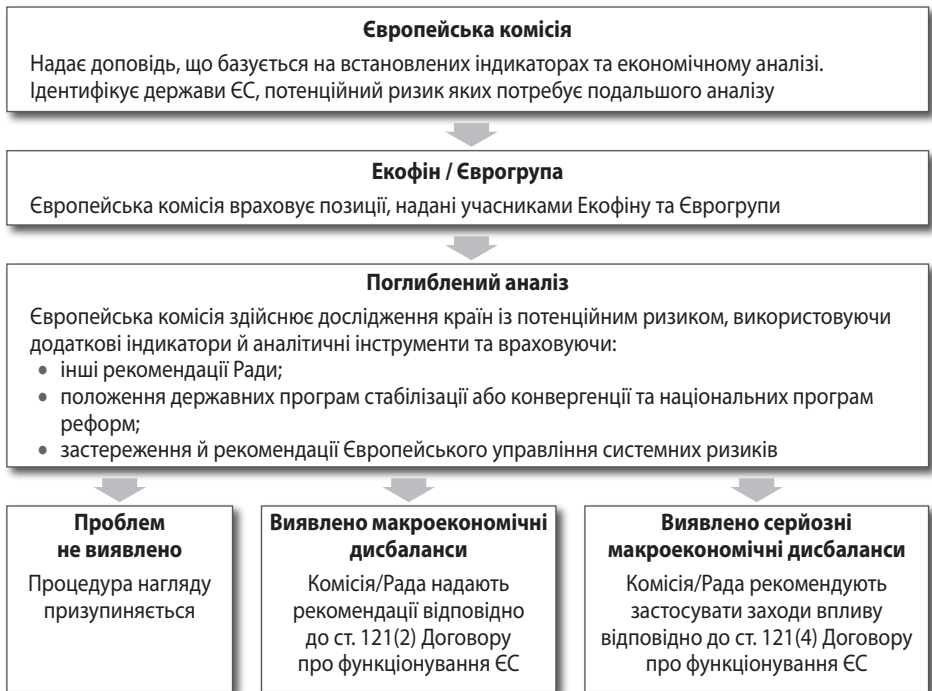 Європейська комісія
Надає доповідь, що базується на встановлених індикаторах та економічному аналізі.
Ідентифікує держави ЄС, потенційний ризик яких потребує подальшого аналізу
Екофін / Єврогрупа
Європейська комісія враховує позиції, надані учасниками Екофіну та Єврогрупи
Поглиблений аналіз
Європейська комісія здійснює дослідження країн із потенційним ризиком, використовуючи
додаткові індикатори й аналітичні інструменти та враховуючи:
• інші рекомендації Ради;
• положення державних програм стабілізації або конвергенції та національних програм
реформ;
• застереження й рекомендації Європейського управління системних ризиків
Проблем
не виявлено
Процедура нагляду
призупиняється
Виявлено макроекономічні
дисбаланси
Комісія/Рада надають
рекомендації відповідно
до ст. 121(2) Договору
про функціонування ЄС
Виявлено серйозні
макроекономічні дисбаланси
Комісія/Рада рекомендують
застосувати заходи впливу
відповідно до ст. 121(4) Договору
про функціонування ЄС